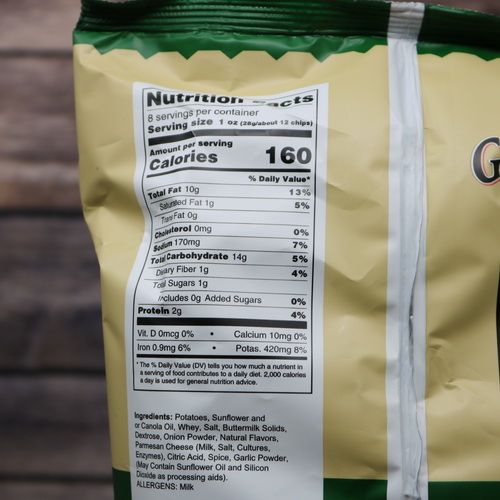 Nutrition Facts
8 servings per container
Serving size 1 oz (28g/about 12 chips)
Amount per serving
Calories 160
% Daily Value*
Total Fat 10g 13%
Saturated Fat 1g 5%
Trans Fat 0g
Cholesterol 0mg 0%
Sodium 170mg 7%
Total Carbohydrate 14g 5%
Dietary Fiber 1g 4%
Total Sugars 1g
Includes 0g Added Sugars 0%
Protein 2g 4%
Vit. D 0mcg 0% • Calcium 10mg 0%
Iron 0.9mg 6% • Potas. 420mg 8%
* The % Daily Value (DV) tells you how much a nutrient in
a serving of food contributes to a daily diet. 2,000 calories
a day is used for general nutrition advice.
Ingredients: Potatoes, Sunflower and
or Canola Oil, Whey, Salt, Buttermilk Solids,
Dextrose, Onion Powder, Natural Flavors,
Parmesan Cheese (Milk, Salt, Cultures,
Enzymes), Citric Acid, Spice, Garlic Powder,
(May Contain Sunflower Oil and Silicon
Dioxide as processing aids).
ALLERGENS: Milk
G